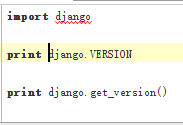 import django
print django.VERSION
print django.get_version()